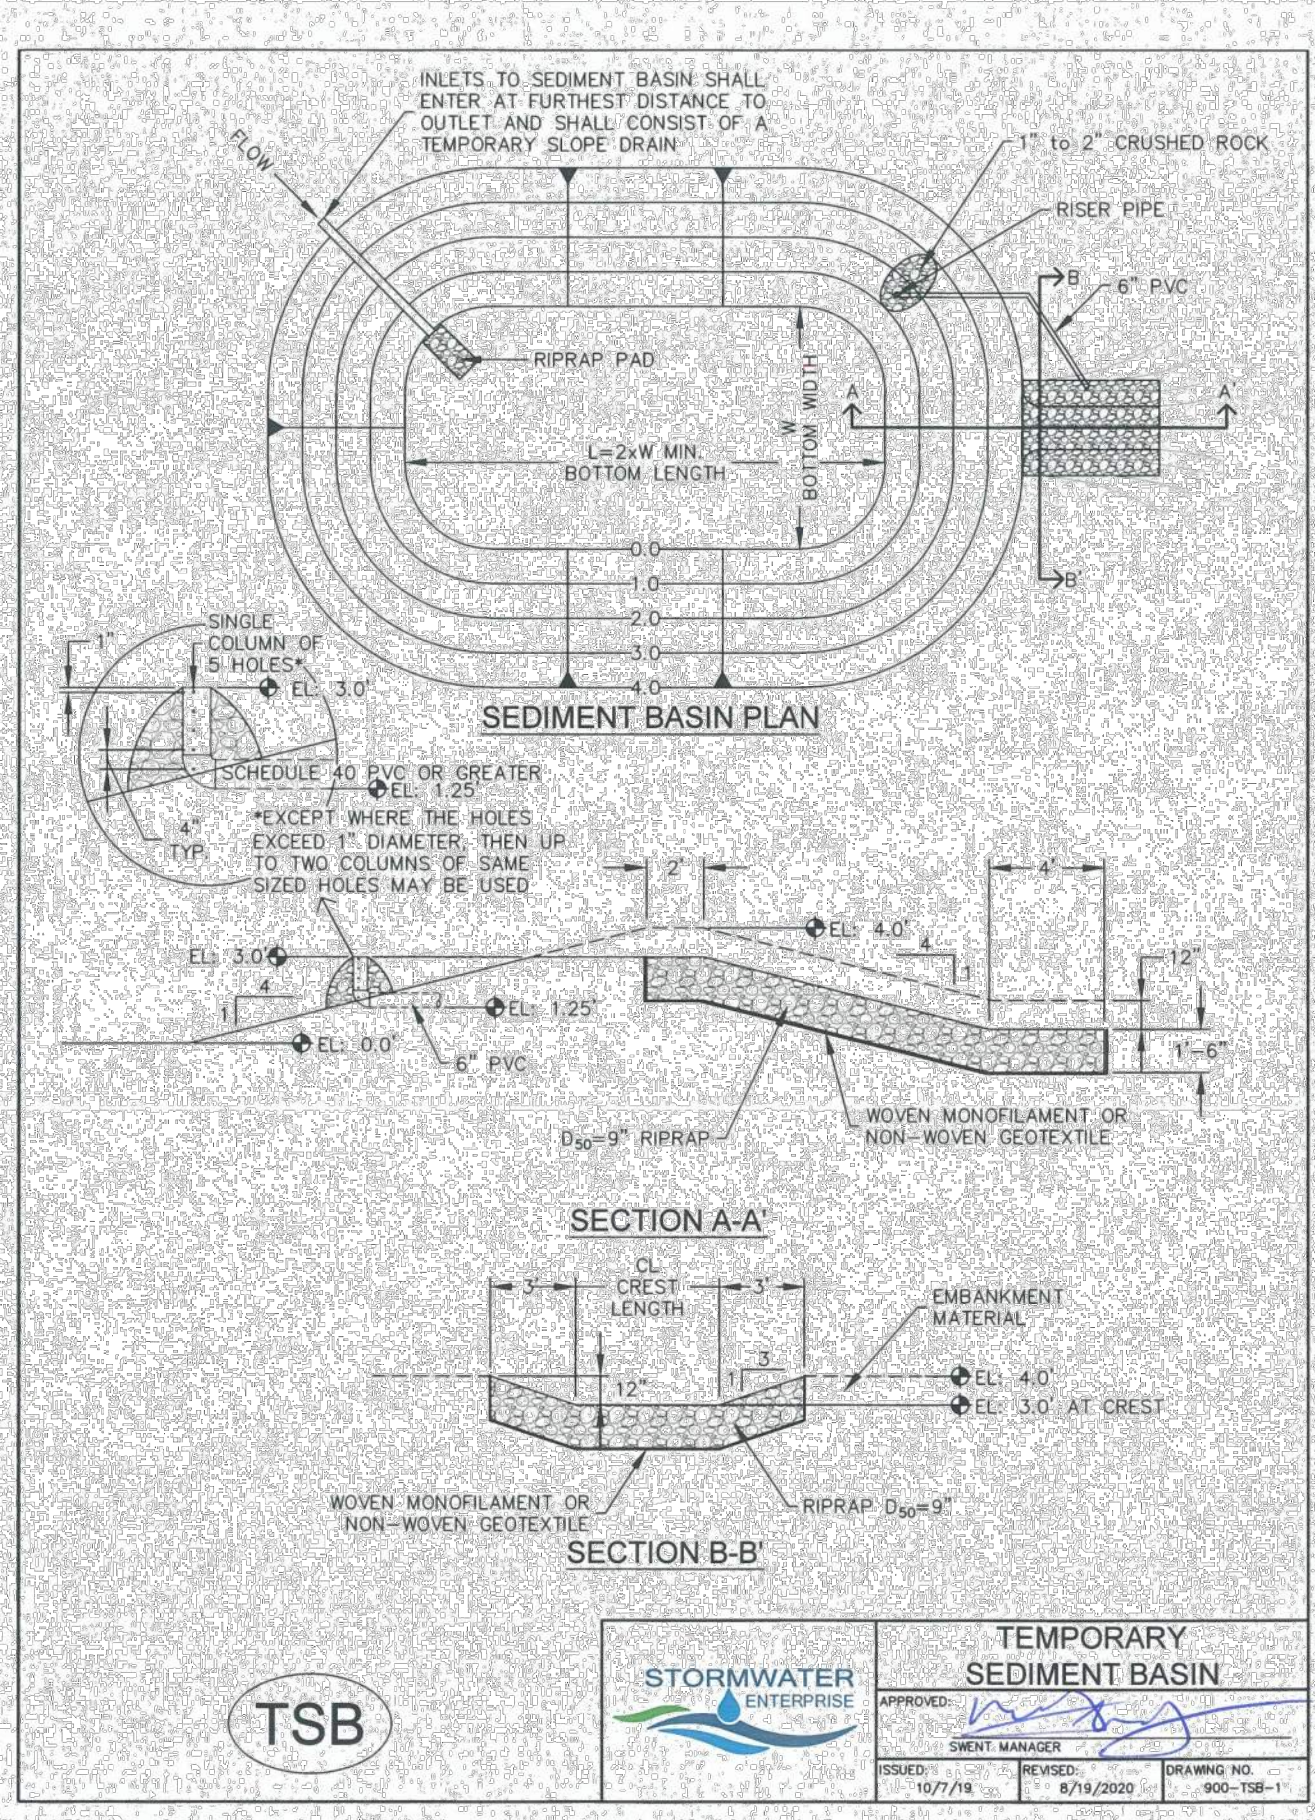 INLETS TO SEDIMENT BASIN SHALL
ENTER AT FURTHEST DISTANCE TO
OUTLET AND SHALL CONSIST OF A
TEMPORARY SLOPE DRAIN
FLOW
1" to 2" CRUSHED ROCK
RISER PIPE
B
6" PVC
RIPRAP PAD
A
A'
W
BOTTOM WIDTH
L=2xW MIN.
BOTTOM LENGTH
B'
0.0
1.0
2.0
3.0
4.0
SEDIMENT BASIN PLAN
1"
SINGLE
COLUMN OF
5 HOLES*
EL: 3.0'
SCHEDULE 40 PVC OR GREATER
EL: 1.25'
4"
TYP.
*EXCEPT WHERE THE HOLES
EXCEED 1" DIAMETER, THEN UP
TO TWO COLUMNS OF SAME
SIZED HOLES MAY BE USED
2'
4'
EL: 4.0'
EL: 3.0'
4
1
12"
4
1
EL: 1.25'
EL: 0.0'
6" PVC
1'-6"
D50=9" RIPRAP
WOVEN MONOFILAMENT OR
NON-WOVEN GEOTEXTILE
SECTION A-A'
3'
CL
CREST
LENGTH
3'
EMBANKMENT
MATERIAL
3
1
12"
EL: 4.0'
EL: 3.0' AT CREST
WOVEN MONOFILAMENT OR
NON-WOVEN GEOTEXTILE
RIPRAP D50=9"
SECTION B-B'
TSB
STORMWATER
ENTERPRISE
TEMPORARY
SEDIMENT BASIN
APPROVED:
SWENT MANAGER
ISSUED:
10/7/19
REVISED:
8/19/2020
DRAWING NO.
900-TSB-1